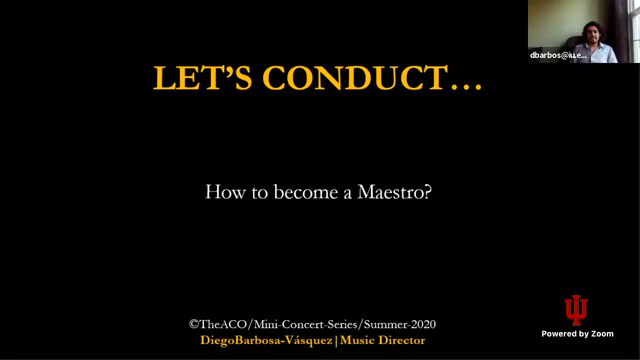 dbarbos@iu.e...
LET'S CONDUCT...
How to become a Maestro?
©TheACO/Mini-Concert-Series/Summer-2020
DiegoBarbosa-Vásquez|Music Director
Powered by Zoom